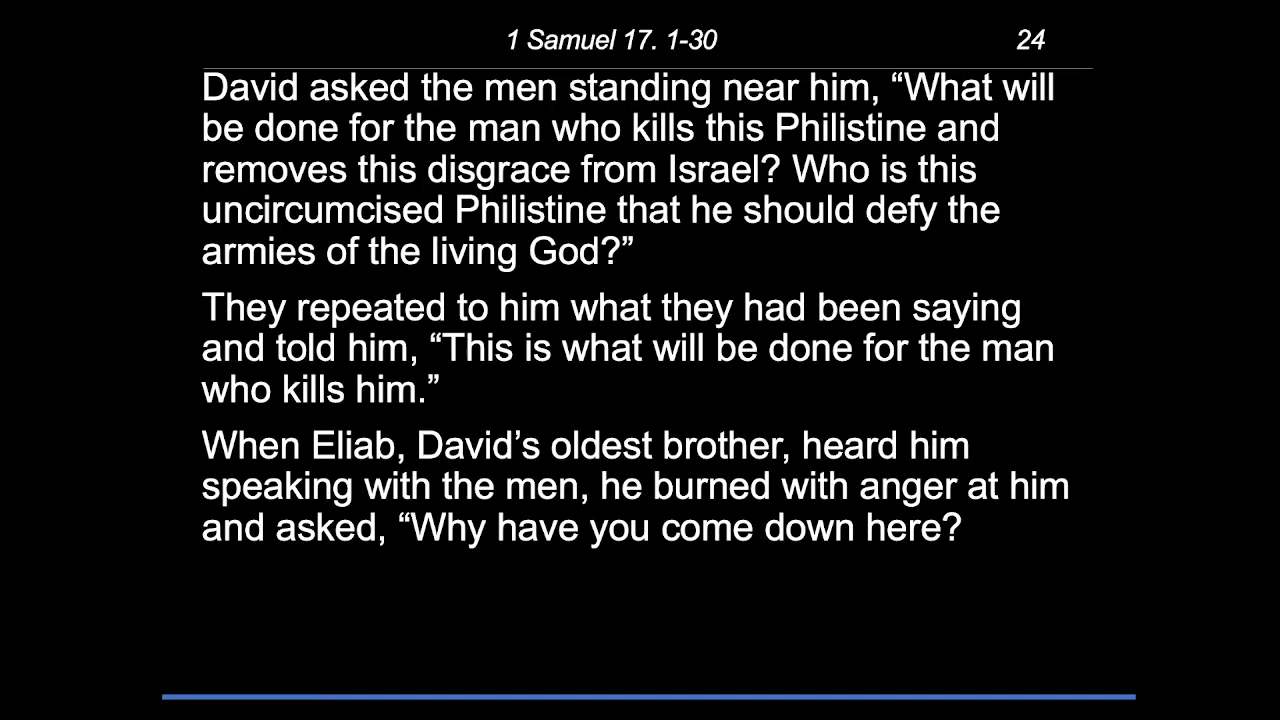 1 Samuel 17. 1-30 24
David asked the men standing near him, “What will
be done for the man who kills this Philistine and
removes this disgrace from Israel? Who is this
uncircumcised Philistine that he should defy the
armies of the living God?”
They repeated to him what they had been saying
and told him, “This is what will be done for the man
who kills him.”
When Eliab, David’s oldest brother, heard him
speaking with the men, he burned with anger at him
and asked, “Why have you come down here?